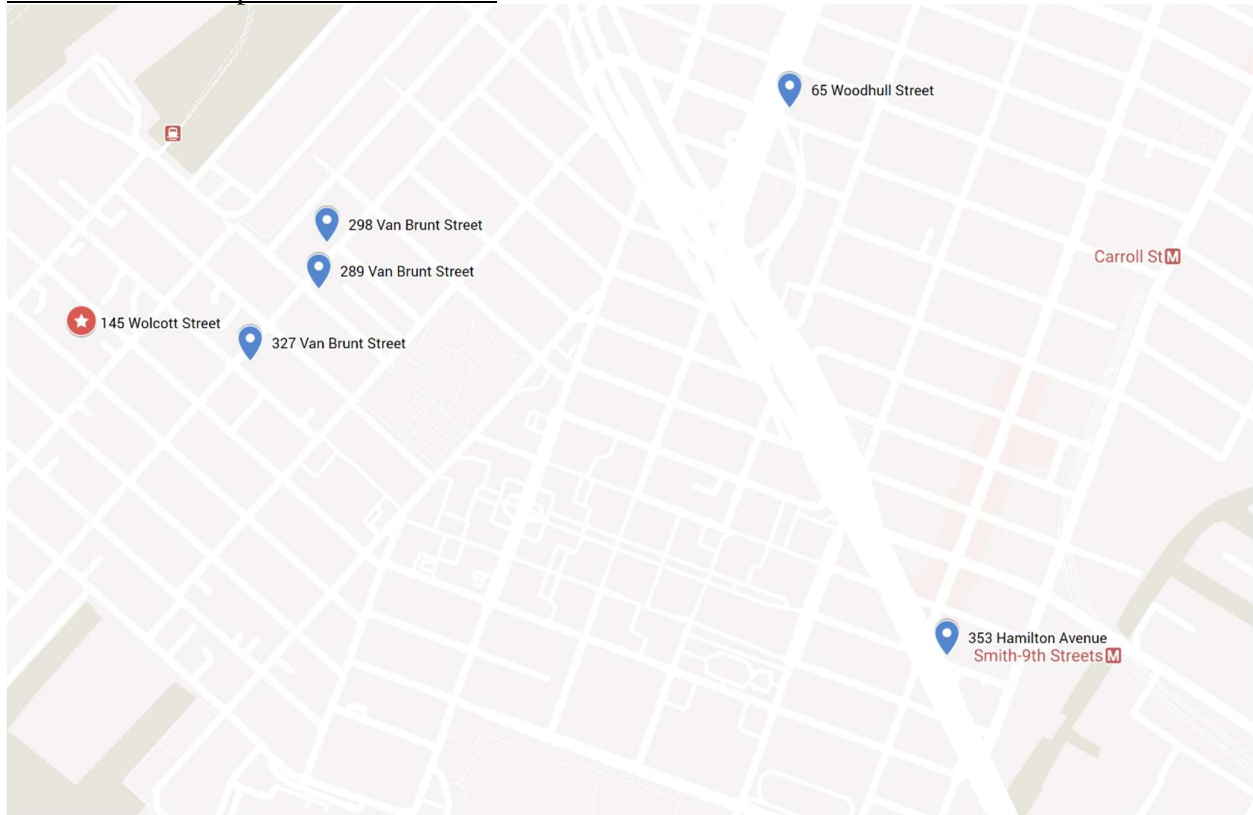 65 Woodhull Street
298 Van Brunt Street
Carroll St M
289 Van Brunt Street
145 Wolcott Street
327 Van Brunt Street
353 Hamilton Avenue
Smith-9th Streets M